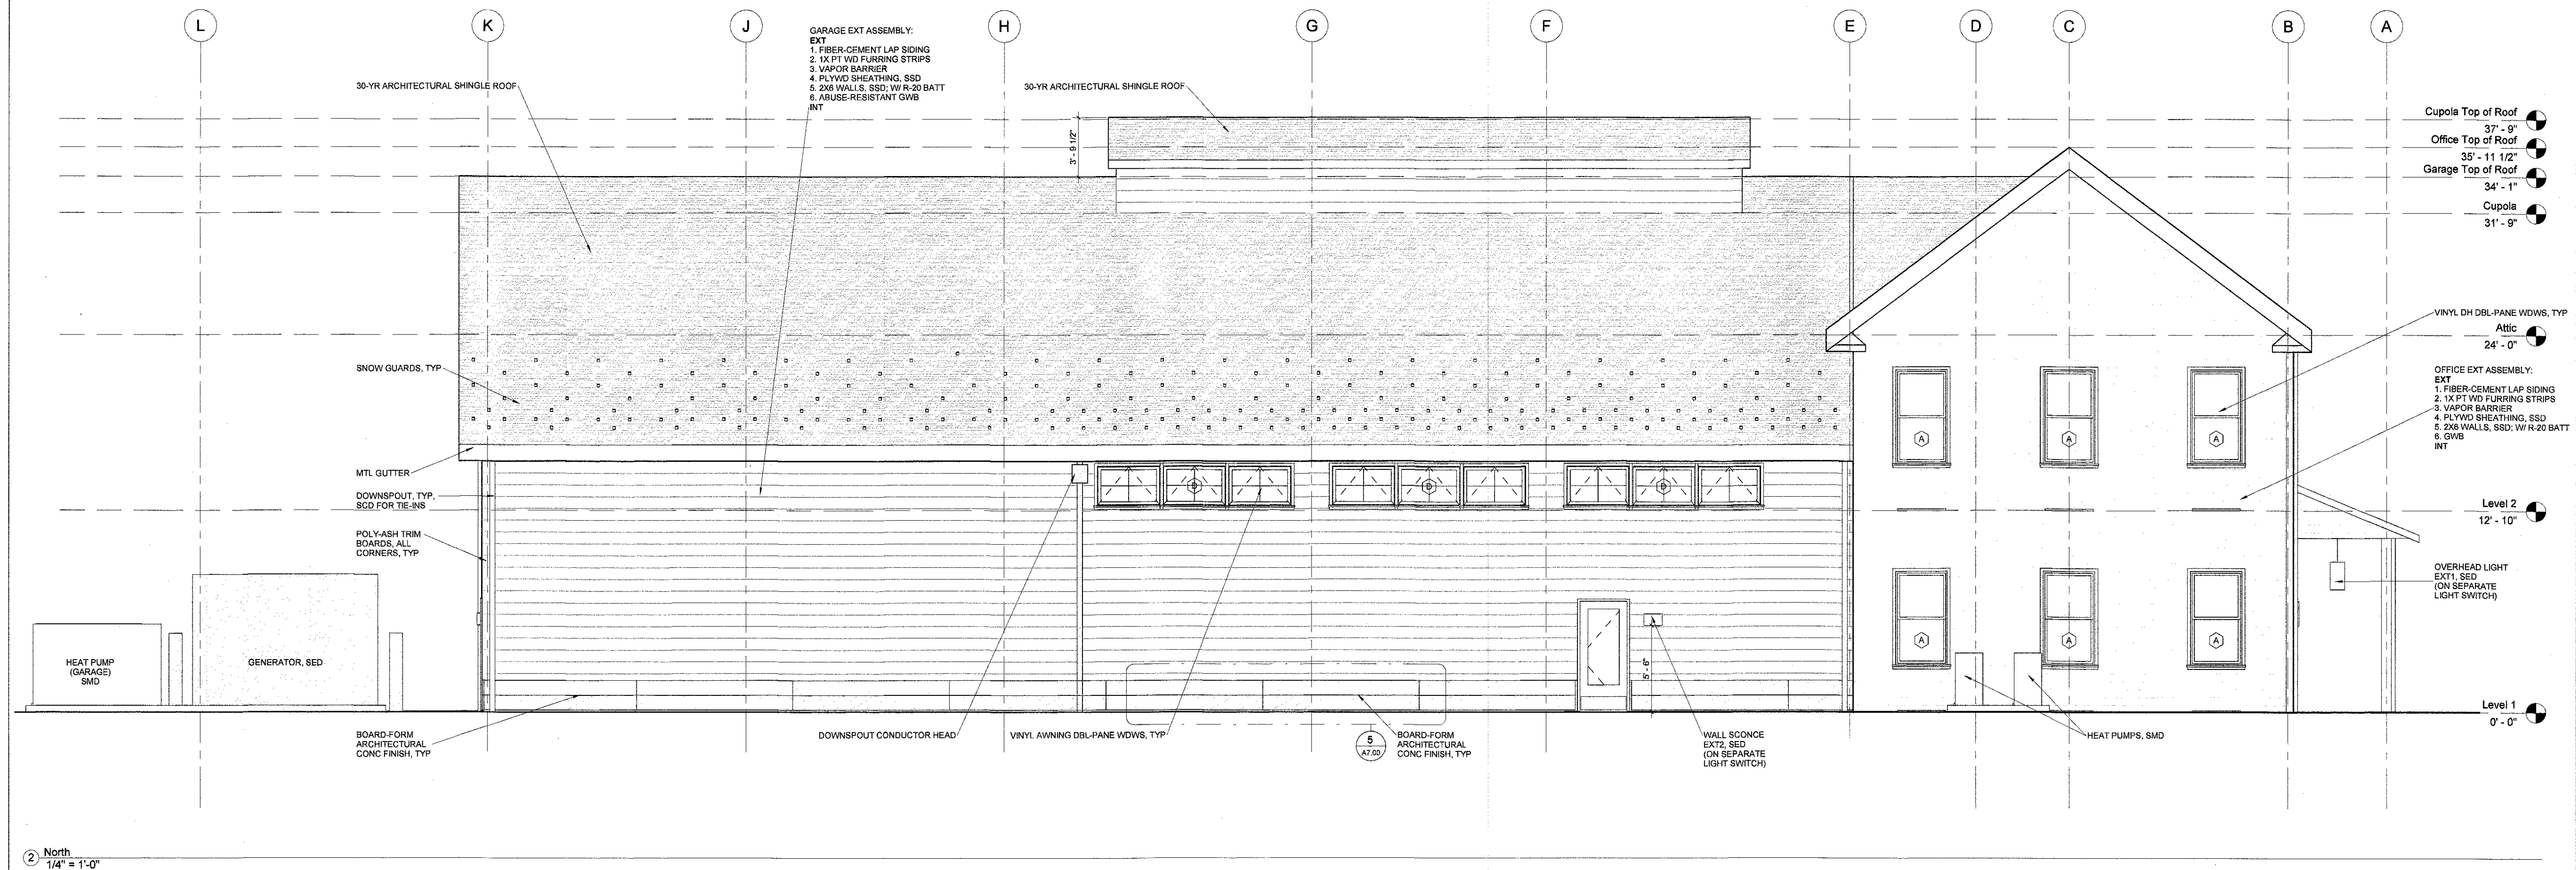 L
K
J
H
G
F
E
D
C
B
A
GARAGE EXT ASSEMBLY:
EXT
1. FIBER-CEMENT LAP SIDING
2. 1X PT WD FURRING STRIPS
3. VAPOR BARRIER
4. PLYWD SHEATHING, SSD
5. 2X6 WALLS, SSD; W/ R-20 BATT
6. ABUSE-RESISTANT GWB
INT
30-YR ARCHITECTURAL SHINGLE ROOF
30-YR ARCHITECTURAL SHINGLE ROOF
3' - 9 1/2"
Cupola Top of Roof
37' - 9"
Office Top of Roof
35' - 11 1/2"
Garage Top of Roof
34' - 1"
Cupola
31' - 9"
VINYL DH DBL-PANE WDWS, TYP
Attic
24' - 0"
SNOW GUARDS, TYP
OFFICE EXT ASSEMBLY:
EXT
1. FIBER-CEMENT LAP SIDING
2. 1X PT WD FURRING STRIPS
3. VAPOR BARRIER
4. PLYWD SHEATHING, SSD
5. 2X6 WALLS, SSD; W/ R-20 BATT
6. GWB
INT
A
A
A
MTL GUTTER
DOWNSPOUT, TYP,
SCD FOR TIE-INS
D
D
D
Level 2
12' - 10"
POLY-ASH TRIM
BOARDS, ALL
CORNERS, TYP
OVERHEAD LIGHT
EXT1, SED
(ON SEPARATE
LIGHT SWITCH)
A
A
A
HEAT PUMP
(GARAGE)
SMD
GENERATOR, SED
5' - 6"
Level 1
0' - 0"
BOARD-FORM
ARCHITECTURAL
CONC FINISH, TYP
DOWNSPOUT CONDUCTOR HEAD
VINYL AWNING DBL-PANE WDWS, TYP
5
A7.00
BOARD-FORM
ARCHITECTURAL
CONC FINISH, TYP
WALL SCONCE
EXT2, SED
(ON SEPARATE
LIGHT SWITCH)
HEAT PUMPS, SMD
2
North
1/4" = 1'-0"